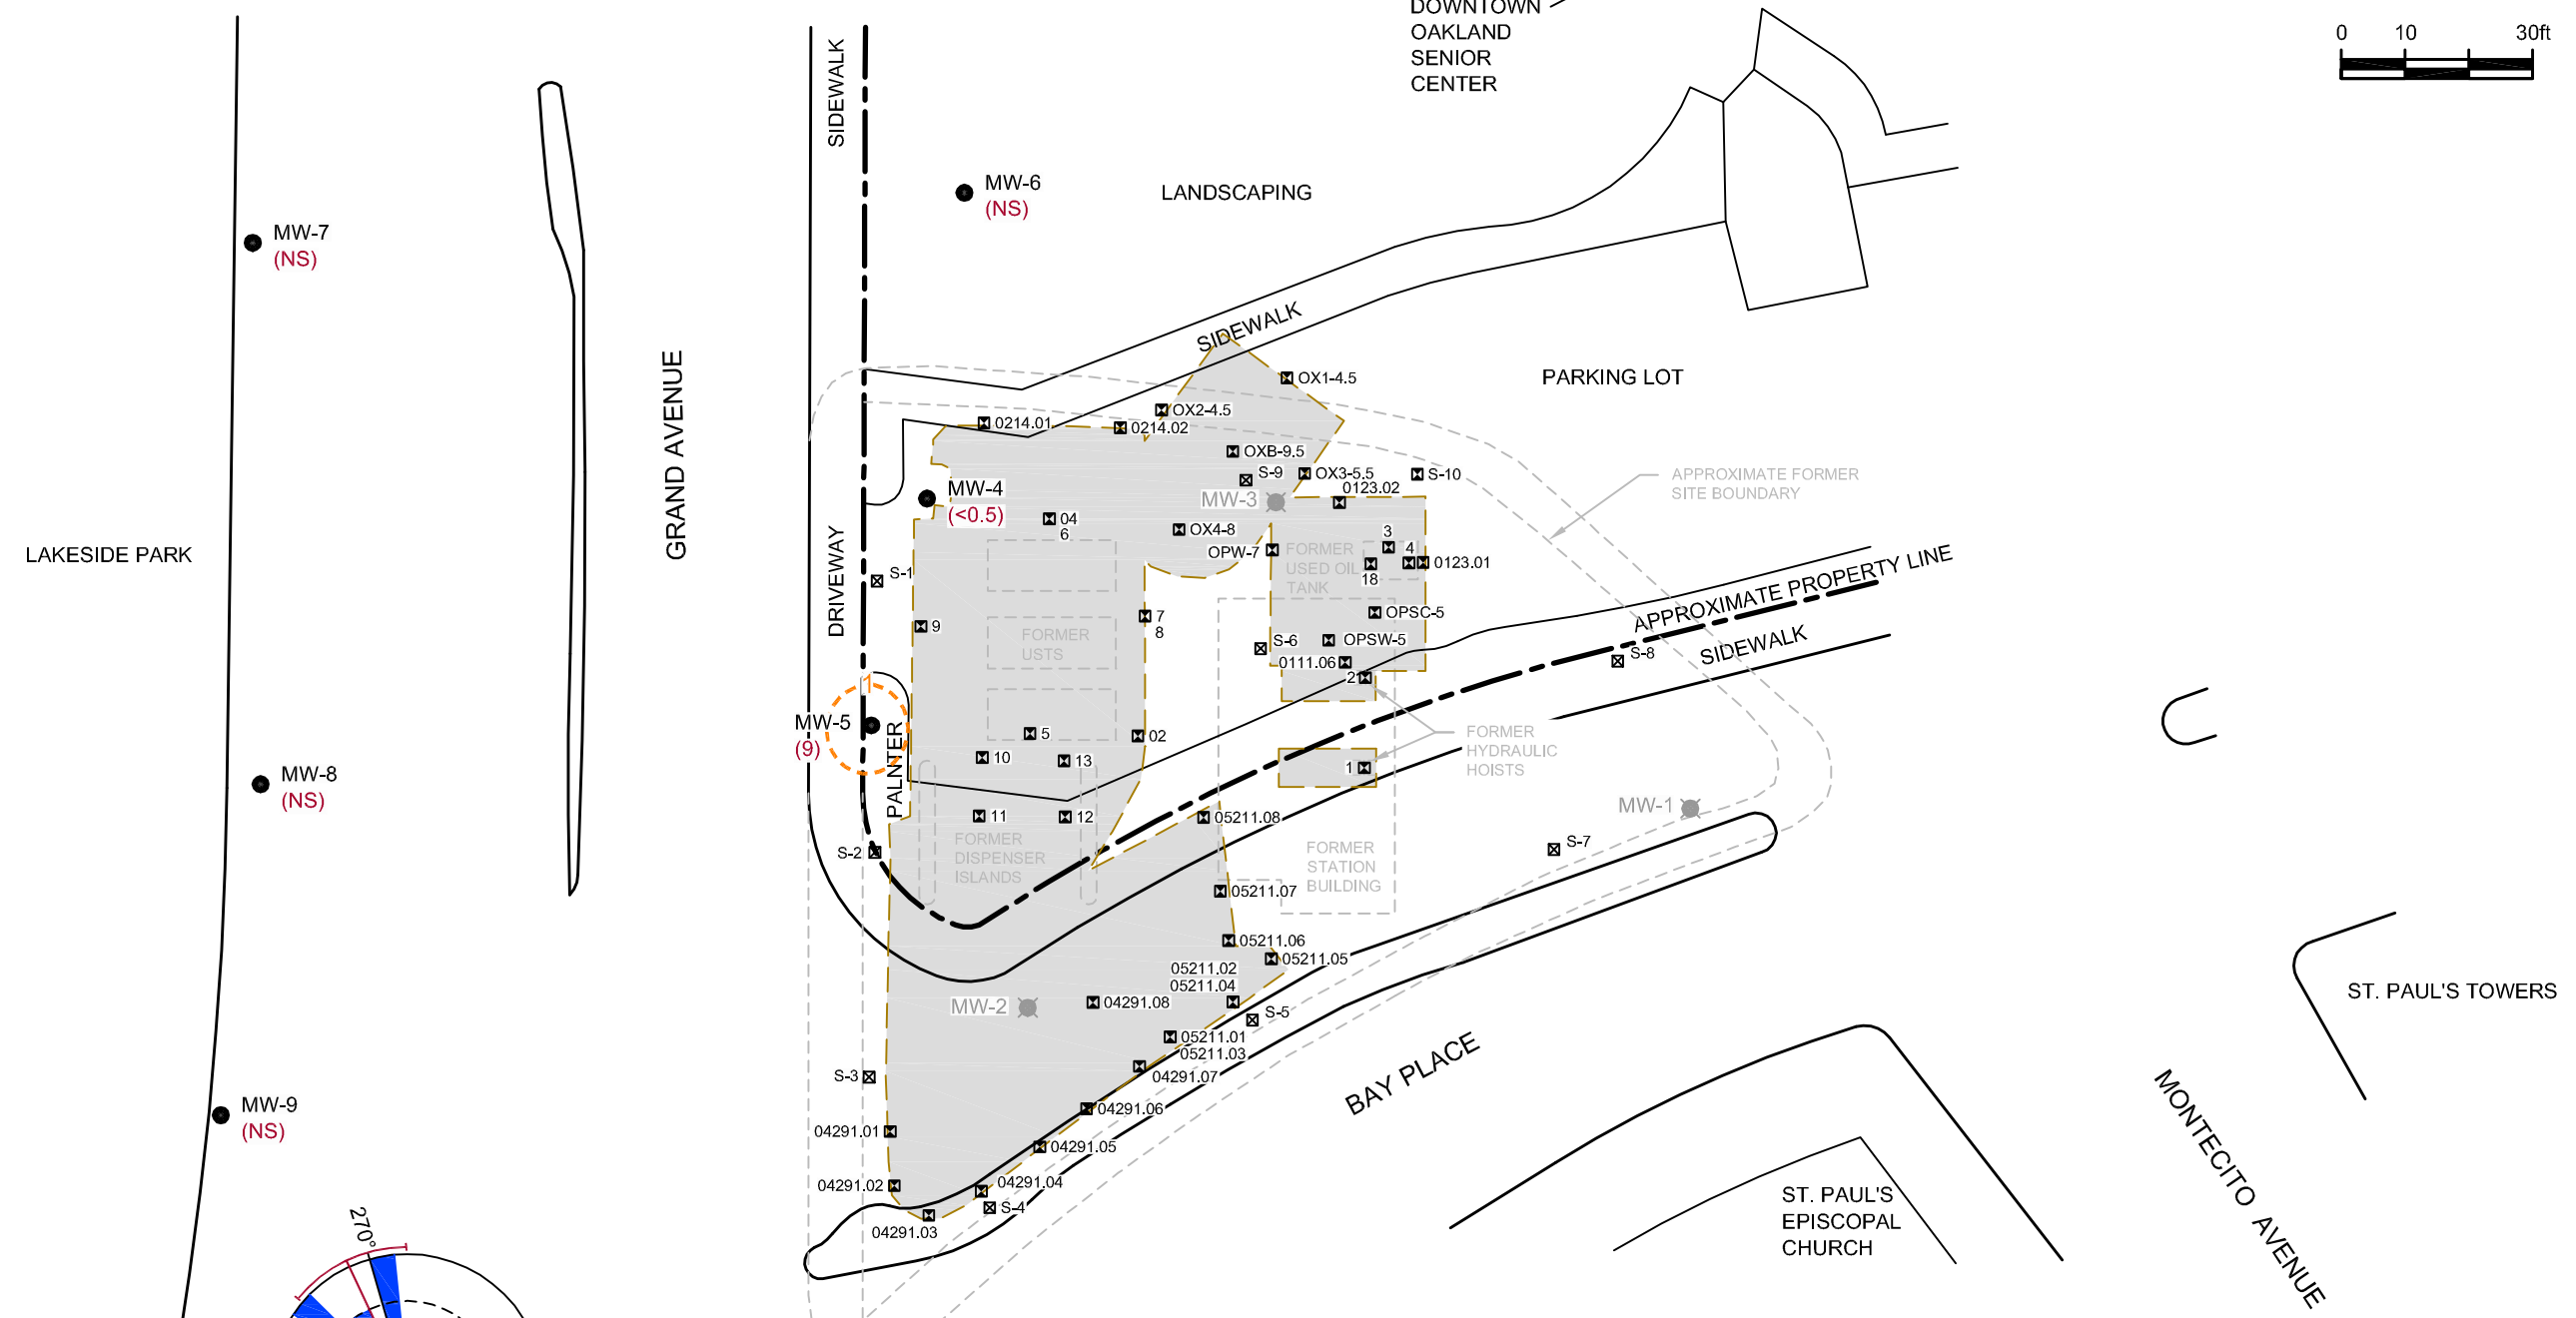 DOWNTOWN
OAKLAND
SENIOR
CENTER
0 10 30ft
SIDEWALK
MW-6
(NS)
LANDSCAPING
MW-7
(NS)
SIDEWALK
GRAND AVENUE
PARKING LOT
OX1-4.5
OX2-4.5
0214.01
0214.02
OXB-9.5
S-9
OX3-5.5
S-10
0123.02
MW-3
APPROXIMATE FORMER
SITE BOUNDARY
MW-4
(<0.5)
04
6
OX4-8
OPW-7
FORMER
USED OIL
TANK
3
4
18
0123.01
LAKESIDE PARK
DRIVEWAY
S-1
9
7
8
FORMER
USTS
OPSC-5
OPSW-5
S-6
0111.06
2
APPROXIMATE PROPERTY LINE
SIDEWALK
S-8
1
MW-5
(9)
PALNTER
5
02
10
13
FORMER
HYDRAULIC
HOISTS
1
MW-8
(NS)
11
12
05211.08
MW-1
S-2
FORMER
DISPENSER
ISLANDS
FORMER
STATION
BUILDING
S-7
05211.07
05211.06
05211.05
05211.02
05211.04
ST. PAUL'S TOWERS
MW-2
04291.08
S-5
05211.01
05211.03
04291.07
BAY PLACE
S-3
MW-9
(NS)
04291.06
04291.01
04291.05
04291.02
04291.04
S-4
04291.03
MONTECITO AVENUE
ST. PAUL'S
EPISCOPAL
CHURCH
270°